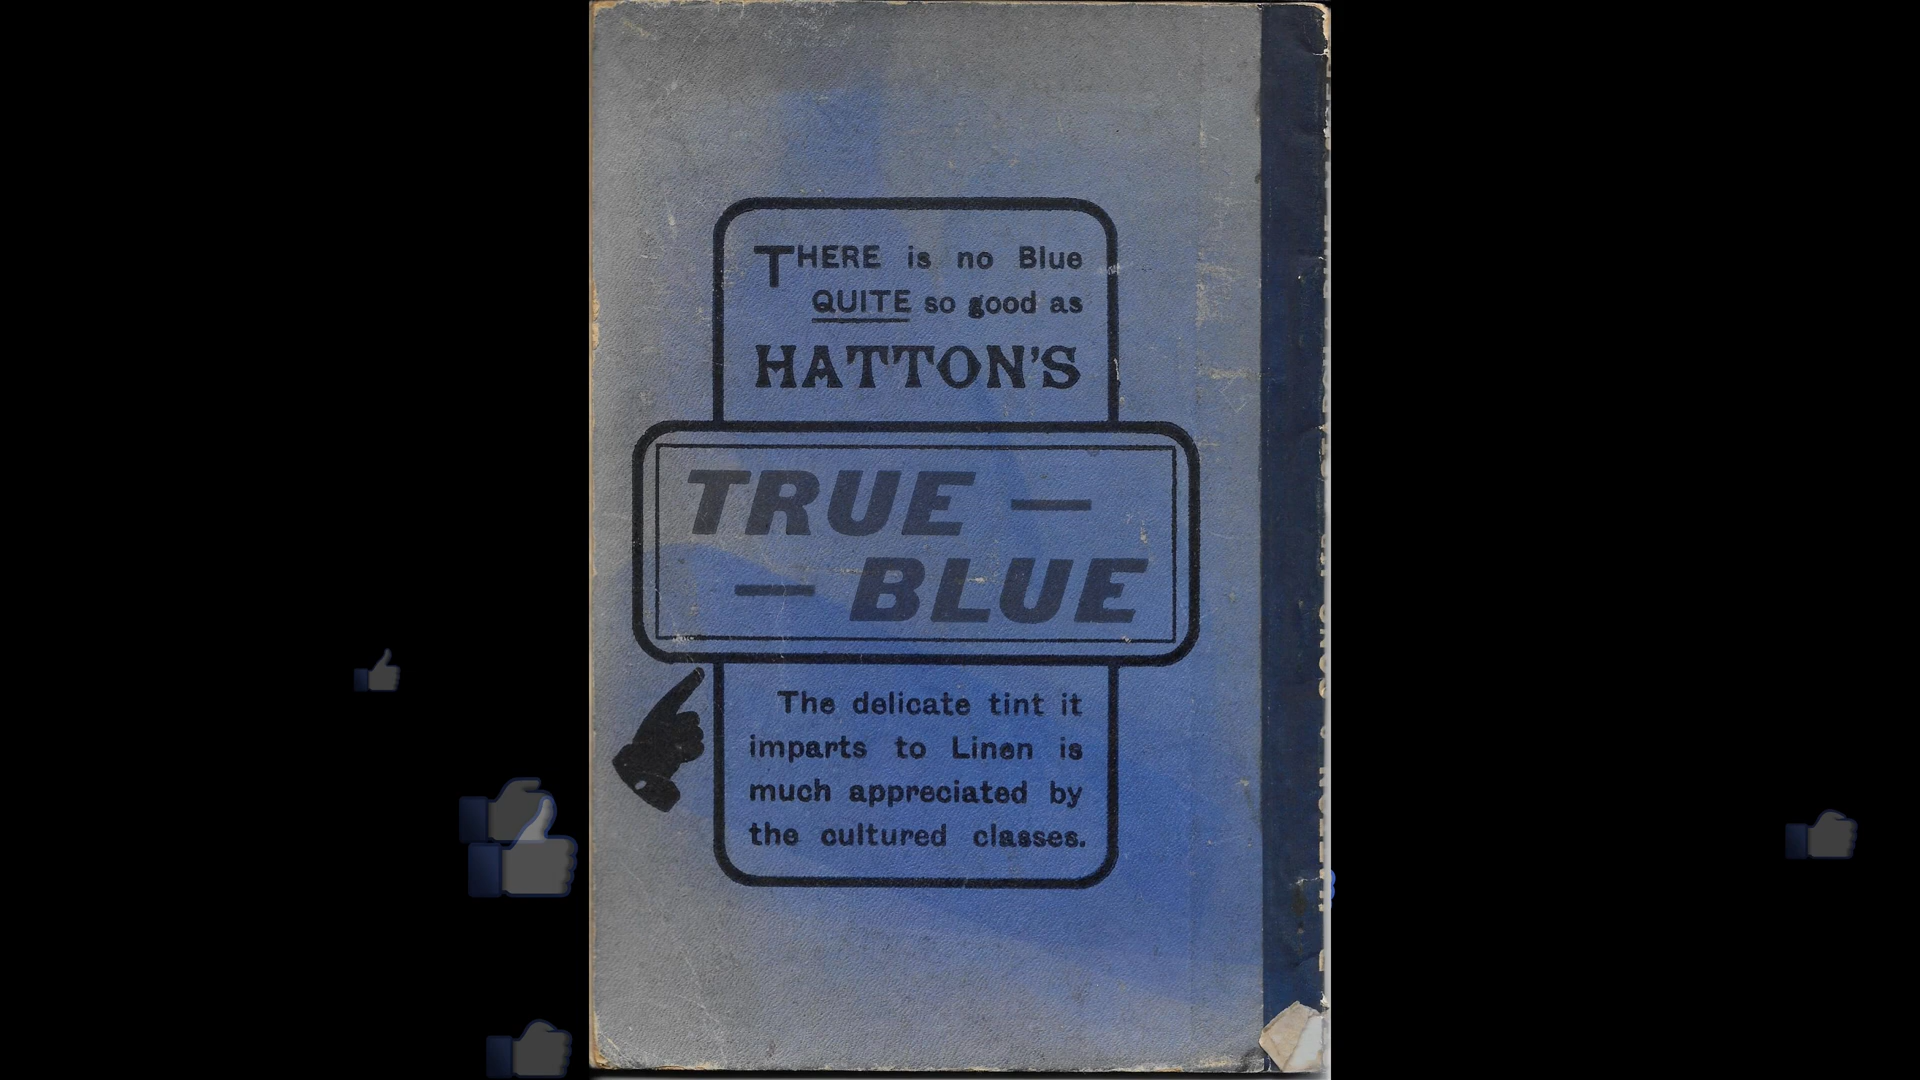 THERE is no Blue
QUITE so good as
HATTON'S
TRUE —
— BLUE
The delicate tint it
imparts to Linen is
much appreciated by
the cultured classes.